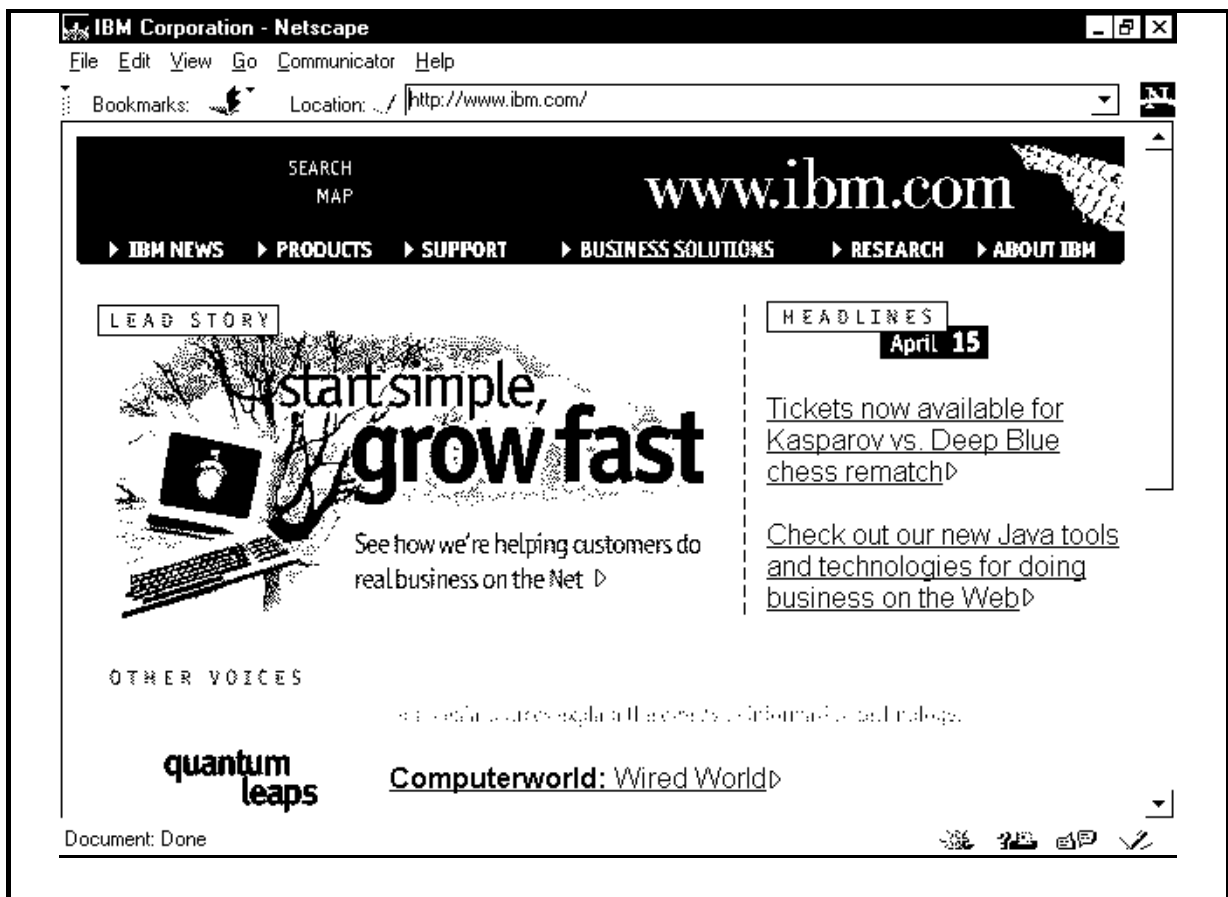 IBM Corporation - Netscape
File Edit View Go Communicator Help
Bookmarks: Location: http://www.ibm.com/
N
SEARCH
MAP
www.ibm.com
IBM NEWS PRODUCTS SUPPORT BUSINESS SOLUTIONS RESEARCH ABOUT IBM
LEAD STORY
start simple,
grow fast
See how we're helping customers do
real business on the Net
HEADLINES
April 15
Tickets now available for
Kasparov vs. Deep Blue
chess rematch
Check out our new Java tools
and technologies for doing
business on the Web
OTHER VOICES
explain the technology.
quantum
leaps
Computerworld: Wired World
Document: Done